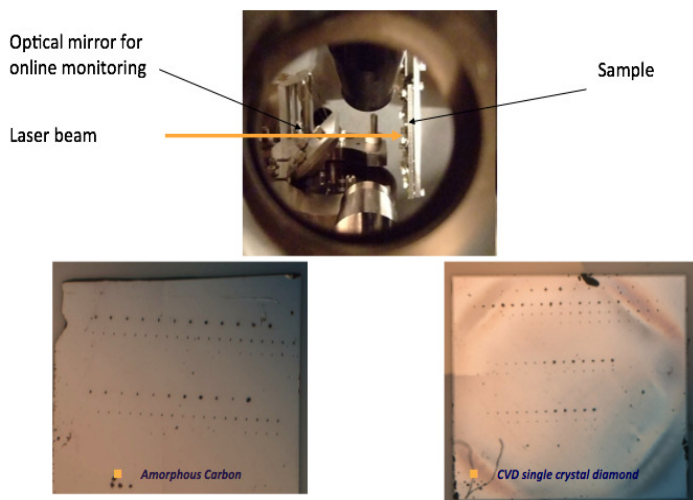 Optical mirror for
online monitoring
Sample
Laser beam
Amorphous Carbon
CVD single crystal diamond